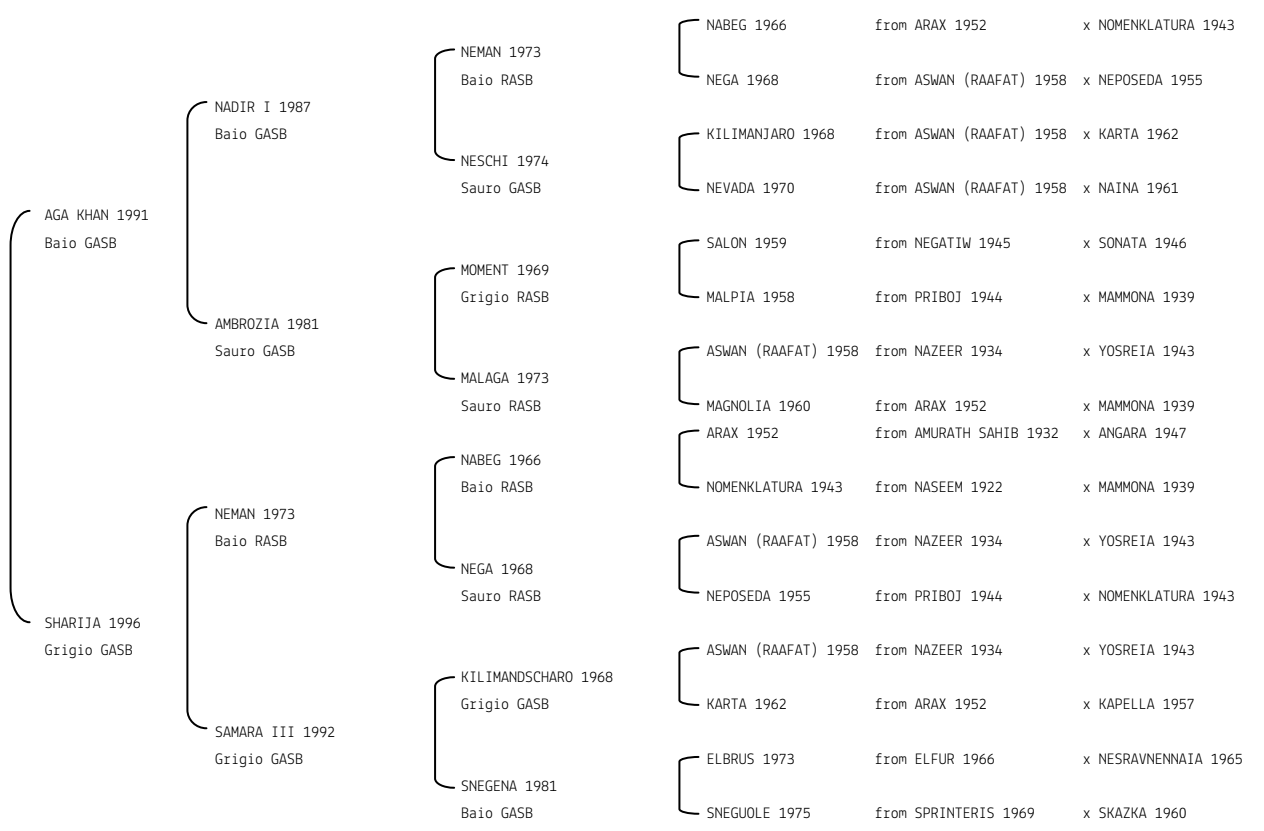 NABEG 1966 from ARAX 1952 x NOMENKLATURA 1943
NEMAN 1973
Baio RASB NEGA 1968 from ASWAN (RAAFAT) 1958 x NEPOSEDA 1955
NADIR I 1987
Baio GASB KILIMANJARO 1968 from ASWAN (RAAFAT) 1958 x KARTA 1962
NESCHI 1974
Sauro GASB NEVADA 1970 from ASWAN (RAAFAT) 1958 x NAINA 1961
AGA KHAN 1991
Baio GASB SALON 1959 from NEGATIW 1945 x SONATA 1946
MOMENT 1969
Grigio RASB MALPIA 1958 from PRIBOJ 1944 x MAMMONA 1939
AMBROZIA 1981
Sauro GASB ASWAN (RAAFAT) 1958 from NAZEER 1934 x YOSREIA 1943
MALAGA 1973
Sauro RASB MAGNOLIA 1960 from ARAX 1952 x MAMMONA 1939
ARAX 1952 from AMURATH SAHIB 1932 x ANGARA 1947
NABEG 1966
Baio RASB NOMENKLATURA 1943 from NASEEM 1922 x MAMMONA 1939
NEMAN 1973
Baio RASB ASWAN (RAAFAT) 1958 from NAZEER 1934 x YOSREIA 1943
NEGA 1968
Sauro RASB NEPOSEDA 1955 from PRIBOJ 1944 x NOMENKLATURA 1943
SHARIJA 1996
Grigio GASB ASWAN (RAAFAT) 1958 from NAZEER 1934 x YOSREIA 1943
KILIMANDSCHARO 1968
Grigio GASB KARTA 1962 from ARAX 1952 x KAPELLA 1957
SAMARA III 1992
Grigio GASB ELBRUS 1973 from ELFUR 1966 x NESRAVNENNAIA 1965
SNEGENA 1981
Baio GASB SNEGUOLE 1975 from SPRINTERIS 1969 x SKAZKA 1960